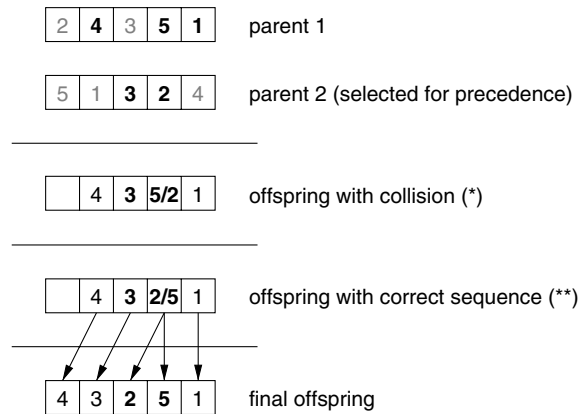 2 4 3 5 1 parent 1
5 1 3 2 4 parent 2 (selected for precedence)
4 3 5/2 1 offspring with collision (*)
4 3 2/5 1 offspring with correct sequence (**)
4 3 2 5 1 final offspring